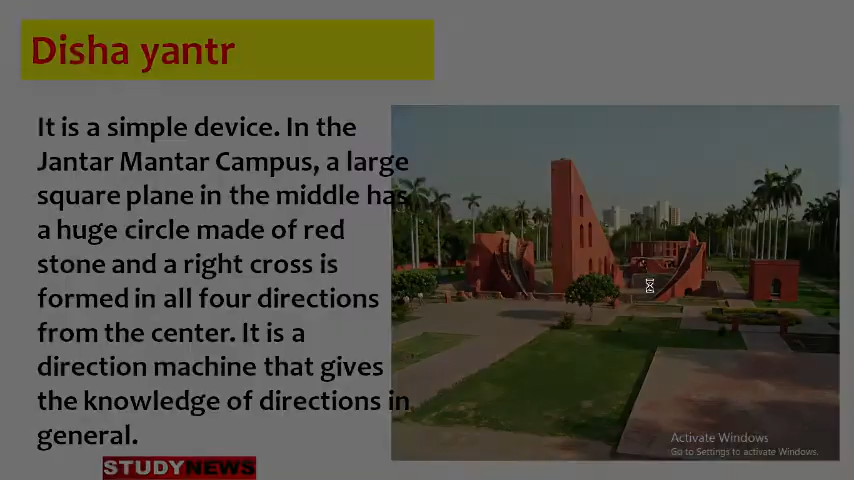 Disha yantr
It is a simple device. In the
Jantar Mantar Campus, a large
square plane in the middle has
a huge circle made of red
stone and a right cross is
formed in all four directions
from the center. It is a
direction machine that gives
the knowledge of directions in
general.
Activate Windows
Go to Settings to activate Windows.
STUDYNEWS